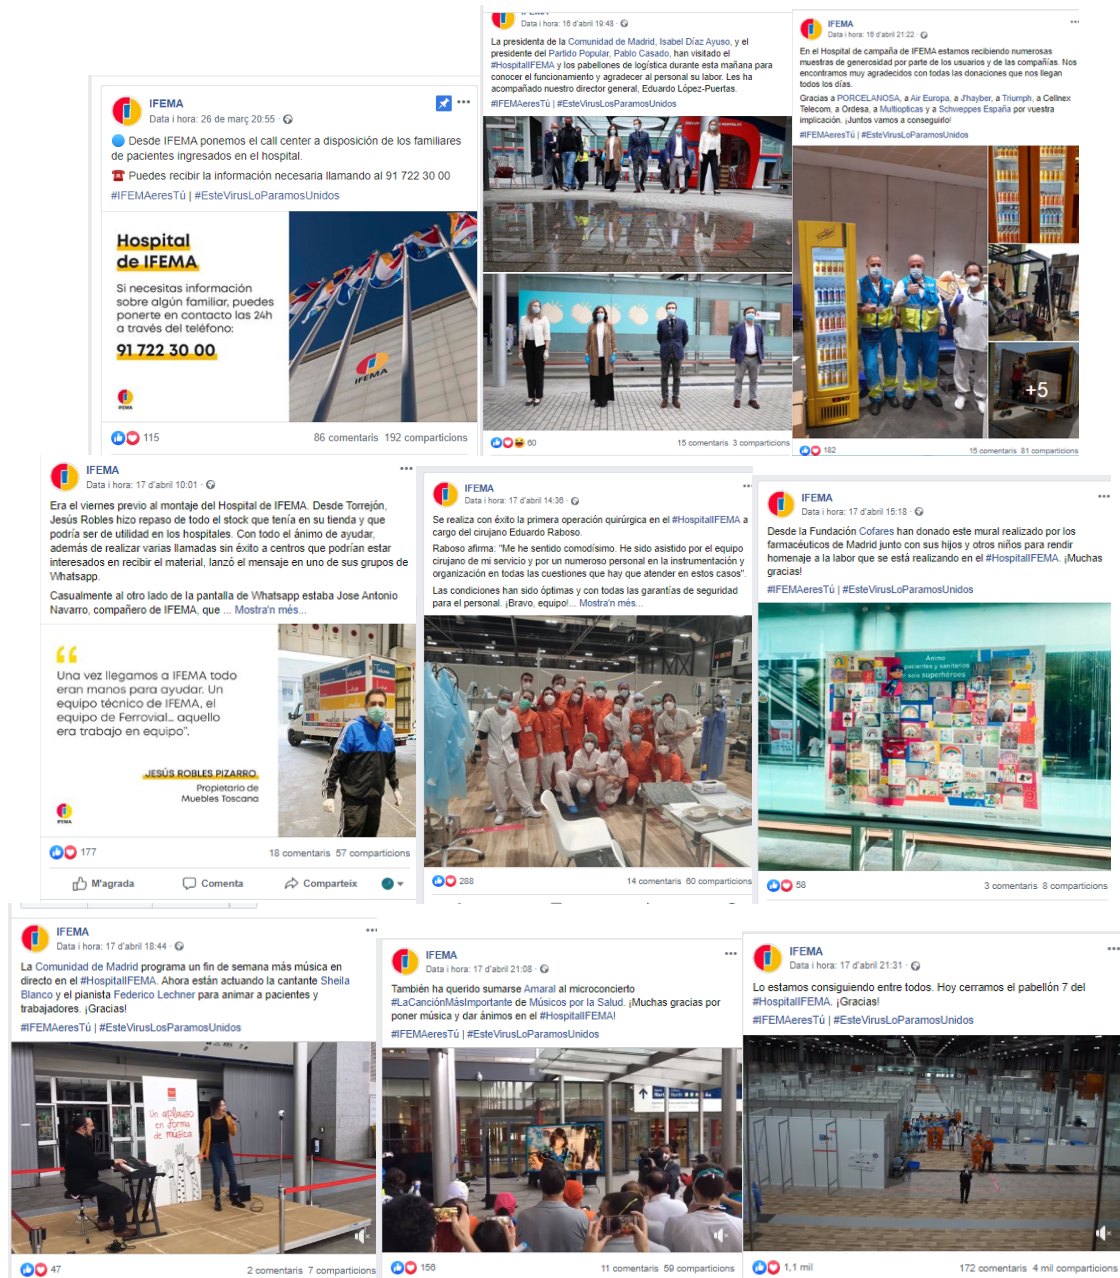 IFEMA
Data i hora: 26 de març 20:55
Desde IFEMA ponemos el call center a disposición de los familiares
de pacientes ingresados en el hospital.
Puedes recibir la información necesaria llamando al 91 722 30 00
#IFEMAeresTú | #EsteVirusLoParamosUnidos
Hospital
de IFEMA
Si necesitas información
sobre algún familiar, puedes
ponerte en contacto las 24h
a través del teléfono:
91 722 30 00
IFEMA
IFEMA
115
86 comentaris 192 comparticions
Data i hora: 16 d'abril 19:48
La presidenta de la Comunidad de Madrid, Isabel Díaz Ayuso, y el
presidente del Partido Popular, Pablo Casado, han visitado el
#HospitalIFEMA y los pabellones de logística durante esta mañana para
conocer el funcionamiento y agradecer al personal su labor. Les ha
acompañado nuestro director general, Eduardo López-Puertas.
#IFEMAeresTú | #EsteVirusLoParamosUnidos
60
15 comentaris 3 comparticions
IFEMA
Data i hora: 16 d'abril 21:22
En el Hospital de campaña de IFEMA estamos recibiendo numerosas
muestras de generosidad por parte de los usuarios y de las compañías. Nos
encontramos muy agradecidos con todas las donaciones que nos llegan
todos los días.
Gracias a PORCELANOSA, a Air Europa, a J'hayber, a Triumph, a Cellnex
Telecom, a Ordesa, a Multiopticas y a Schweppes España por vuestra
implicación. ¡Juntos vamos a conseguirlo!
#IFEMAeresTú | #EsteVirusLoParamosUnidos
+5
182
15 comentaris 81 comparticions
IFEMA
Data i hora: 17 d'abril 10:01
Era el viernes previo al montaje del Hospital de IFEMA. Desde Torrejón,
Jesús Robles hizo repaso de todo el stock que tenía en su tienda y que
podría ser de utilidad en los hospitales. Con todo el ánimo de ayudar,
además de realizar varias llamadas sin éxito a centros que podrían estar
interesados en recibir el material, lanzó el mensaje en uno de sus grupos de
Whatsapp.
Casualmente al otro lado de la pantalla de Whatsapp estaba Jose Antonio
Navarro, compañero de IFEMA, que ... Mostra'n més...
Una vez llegamos a IFEMA todo
eran manos para ayudar. Un
equipo técnico de IFEMA, el
equipo de Ferrovial... aquello
era trabajo en equipo”.
JESÚS ROBLES PIZARRO
Propietario de
Muebles Toscana
IFEMA
177
18 comentaris 57 comparticions
M'agrada Comenta Comparteix
IFEMA
Data i hora: 17 d'abril 14:36
Se realiza con éxito la primera operación quirúrgica en el #HospitalIFEMA a
cargo del cirujano Eduardo Raboso.
Raboso afirma: "Me he sentido comodísimo. He sido asistido por el equipo
cirujano de mi servicio y por un numeroso personal en la instrumentación y
organización en todas las cuestiones que hay que atender en estos casos".
Las condiciones han sido óptimas y con todas las garantías de seguridad
para el personal. ¡Bravo, equipo!... Mostra'n més...
288
14 comentaris 60 comparticions
IFEMA
Data i hora: 17 d'abril 15:18
Desde la Fundación Cofares han donado este mural realizado por los
farmacéuticos de Madrid junto con sus hijos y otros niños para rendir
homenaje a la labor que se está realizando en el #HospitalIFEMA. ¡Muchas
gracias!
#IFEMAeresTú | #EsteVirusLoParamosUnidos
Ánimo
pacientes y sanitarios
sois superhéroes
58
3 comentaris 8 comparticions
IFEMA
Data i hora: 17 d'abril 18:44
La Comunidad de Madrid programa un fin de semana más música en
directo en el #HospitalIFEMA. Ahora están actuando la cantante Sheila
Blanco y el pianista Federico Lechner para animar a pacientes y
trabajadores. ¡Gracias!
#IFEMAeresTú | #EsteVirusLoParamosUnidos
Un aplauso
en forma
de música
47
2 comentaris 7 comparticions
IFEMA
Data i hora: 17 d'abril 21:08
También ha querido sumarse Amaral al microconcierto
#LaCanciónMásImportante de Músicos por la Salud. ¡Muchas gracias por
poner música y dar ánimos en el #HospitalIFEMA!
#IFEMAeresTú | #EsteVirusLoParamosUnidos
156
11 comentaris 59 comparticions
IFEMA
Data i hora: 17 d'abril 21:31
Lo estamos consiguiendo entre todos. Hoy cerramos el pabellón 7 del
#HospitalIFEMA. ¡Gracias!
#IFEMAeresTú | #EsteVirusLoParamosUnidos
1,1 mil
172 comentaris 4 mil comparticions